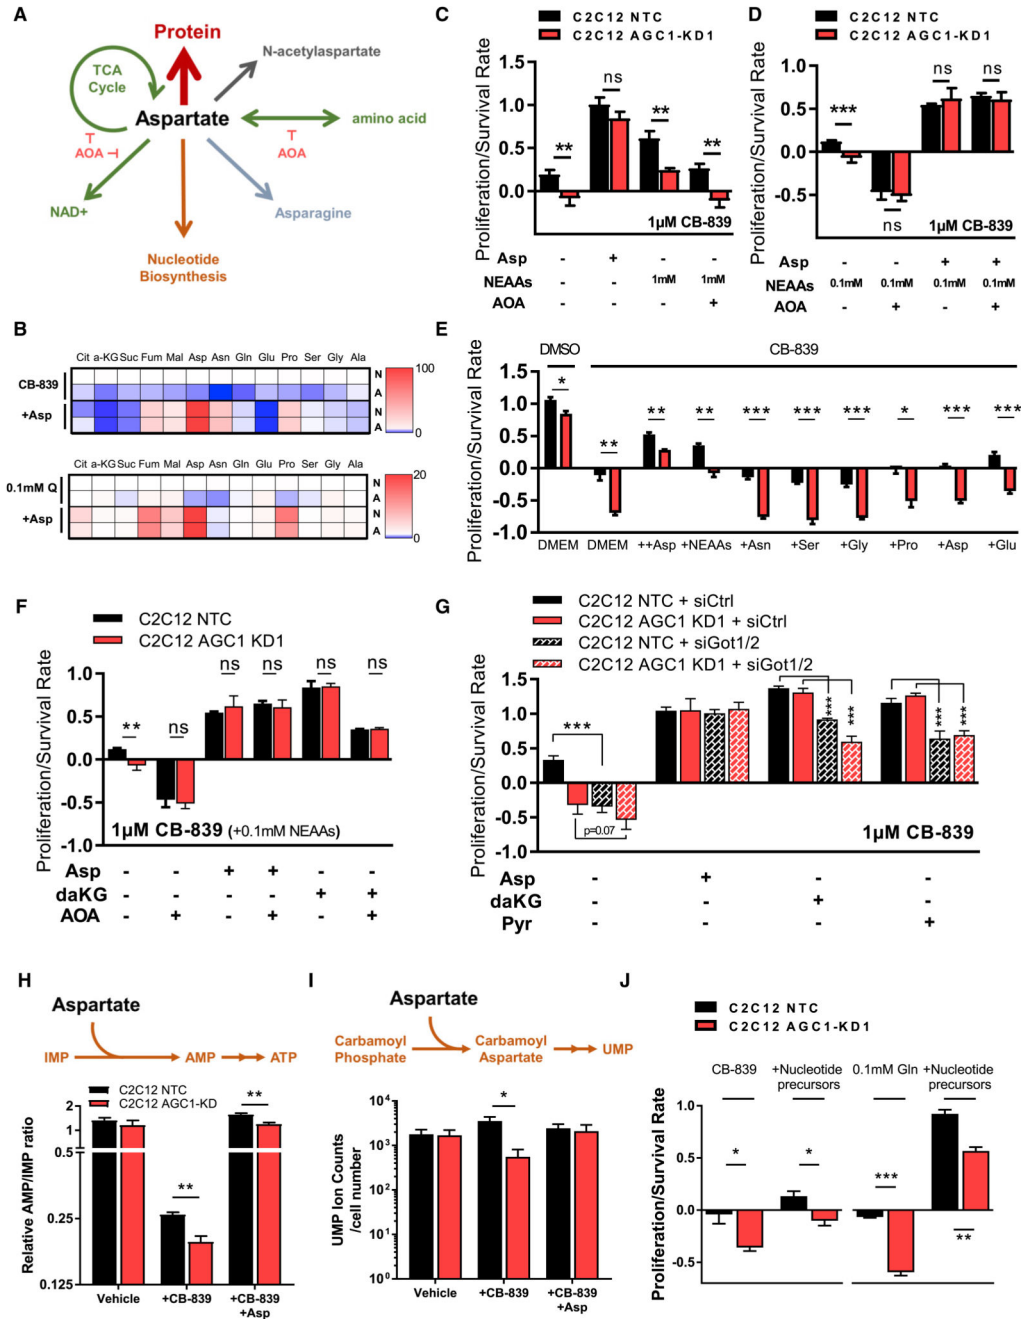 A
Protein
N-acetylaspartate
TCA
Cycle
Aspartate
amino acid
AOA
AOA
NAD+
Asparagine
Nucleotide
Biosynthesis
B
Cit a-KG Suc Fum Mal Asp Asn Gln Glu Pro Ser Gly Ala
CB-839
N
A
+Asp
N
A
100
0
Cit a-KG Suc Fum Mal Asp Asn Gln Glu Pro Ser Gly Ala
0.1mM Q
N
A
+Asp
N
A
20
0
C
C2C12 NTC
C2C12 AGC1-KD1
Proliferation/Survival Rate
1.5
1.0
0.5
0.0
** ns ** **
1µM CB-839
Asp - + - -
NEAAs - - 1mM 1mM
AOA - - - +
D
C2C12 NTC
C2C12 AGC1-KD1
Proliferation/Survival Rate
1.0
0.5
0.0
-0.5
*** ns ns ns
1µM CB-839
Asp - - + +
NEAAs 0.1mM 0.1mM 0.1mM 0.1mM
AOA - + - +
E
DMSO CB-839
Proliferation/Survival Rate
1.5
1.0
0.5
0.0
-0.5
-1.0
* ** ** ** *** *** *** * *** ***
DMEM DMEM ++Asp +NEAAs +Asn +Ser +Gly +Pro +Asp +Glu
F
C2C12 NTC
C2C12 AGC1 KD1
Proliferation/Survival Rate
1.0
0.5
0.0
-0.5
-1.0
** ns ns ns ns ns
1µM CB-839 (+0.1mM NEAAs)
Asp - - + + - -
daKG - - - - + +
AOA - + - + - +
G
C2C12 NTC + siCtrl
C2C12 AGC1 KD1 + siCtrl
C2C12 NTC + siGot1/2
C2C12 AGC1 KD1 + siGot1/2
Proliferation/Survival Rate
1.5
1.0
0.5
0.0
-0.5
-1.0
***
p=0.07
*** *** *** ***
1µM CB-839
Asp - + - -
daKG - - + -
Pyr - - - +
H
Aspartate
IMP AMP ATP
C2C12 NTC
C2C12 AGC1-KD
Relative AMP/IMP ratio
2
1
0.5
0.25
0.125
** **
Vehicle +CB-839 +CB-839
+Asp
I
Aspartate
Carbamoyl
Phosphate
Carbamoyl
Aspartate
UMP
UMP Ion Counts
/cell number
10⁴
10³
10²
10¹
10⁰
*
Vehicle +CB-839 +CB-839
+Asp
J
C2C12 NTC
C2C12 AGC1-KD1
CB-839 +Nucleotide
precursors
0.1mM Gln +Nucleotide
precursors
Proliferation/Survival Rate
1.0
0.5
0.0
-0.5
* * *** **